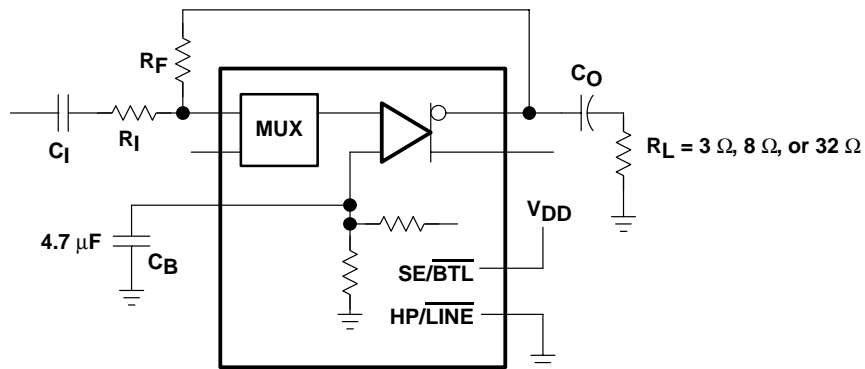 RF
CO
MUX
CI
RI
RL = 3 Ω, 8 Ω, or 32 Ω
VDD
4.7 μF
CB
SE/BTL
HP/LINE